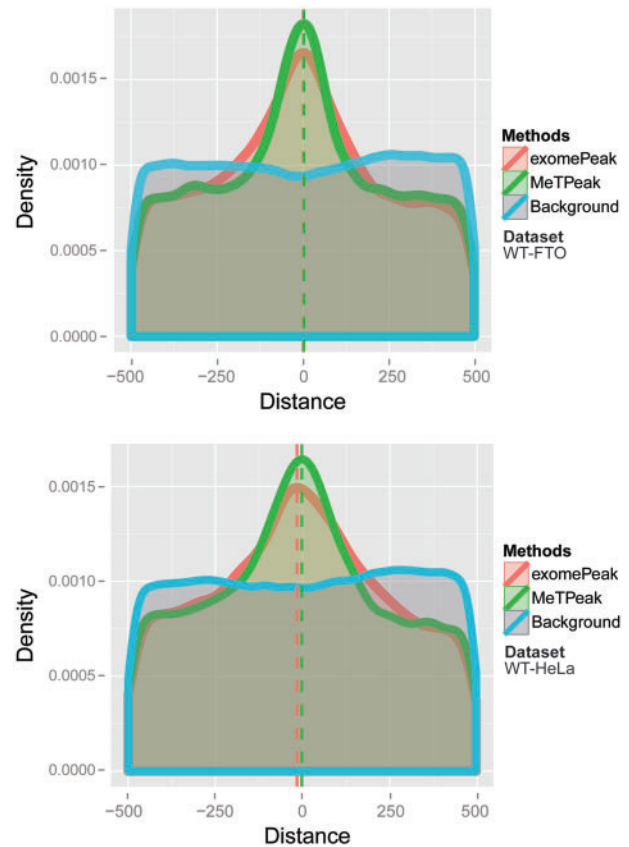 0.0015
0.0010
0.0005
0.0000
Density
−500
−250
0
250
500
Distance
Methods
exomePeak
MeTPeak
Background
Dataset
WT-FTO
0.0015
0.0010
0.0005
0.0000
Density
−500
−250
0
250
500
Distance
Methods
exomePeak
MeTPeak
Background
Dataset
WT-HeLa